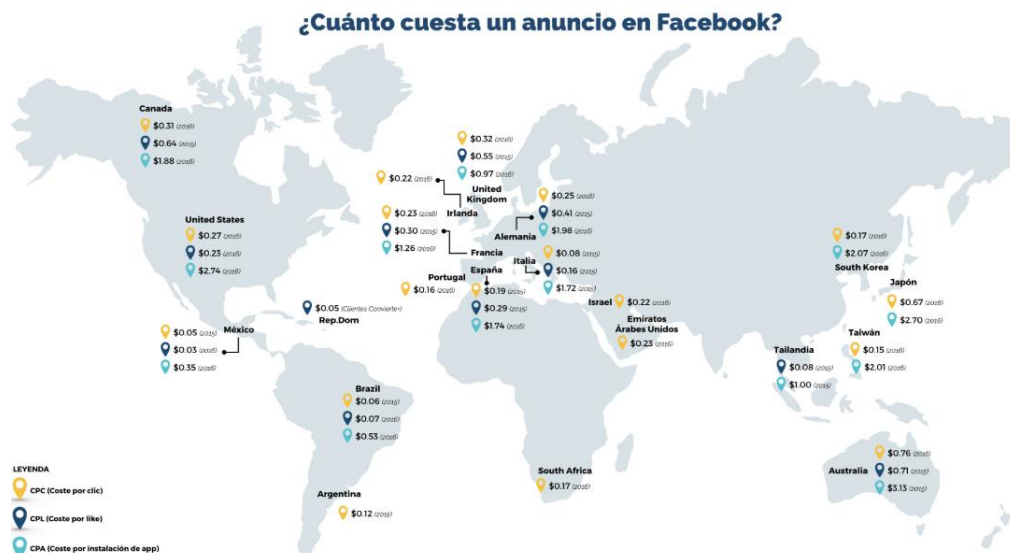 ¿Cuánto cuesta un anuncio en Facebook?
Canada
$0.31 (2016)
$0.64 (2015)
$1.88 (2016)
$0.32 (2016)
$0.55 (2015)
$0.97 (2016)
United
Kingdom
$0.22 (2016)
Irlanda
$0.23 (2016)
$0.30 (2015)
$1.26 (2016)
Francia
$0.25 (2016)
$0.41 (2015)
$1.98 (2016)
Alemania
United States
$0.27 (2016)
$0.23 (2016)
$2.74 (2016)
$0.08 (2015)
$0.16 (2015)
$1.72 (2015)
Italia
Portugal
$0.16 (2016)
España
$0.19 (2015)
$0.29 (2015)
$1.74 (2016)
$0.17 (2016)
$2.07 (2016)
South Korea
Japón
$0.67 (2016)
$2.70 (2016)
$0.05 (Clientes Convierte+)
Rep.Dom
Israel $0.22 (2016)
Emiratos
Árabes Unidos
$0.23 (2016)
México
$0.05 (2015)
$0.03 (2016)
$0.35 (2016)
Taiwán
$0.15 (2016)
$2.01 (2016)
Tailandia
$0.08 (2015)
$1.00 (2015)
Brazil
$0.06 (2015)
$0.07 (2016)
$0.53 (2016)
South Africa
$0.17 (2016)
Australia
$0.76 (2016)
$0.71 (2015)
$3.13 (2015)
Argentina
$0.12 (2015)
LEYENDA
CPC (Coste por clic)
CPL (Coste por like)
CPA (Coste por instalación de app)